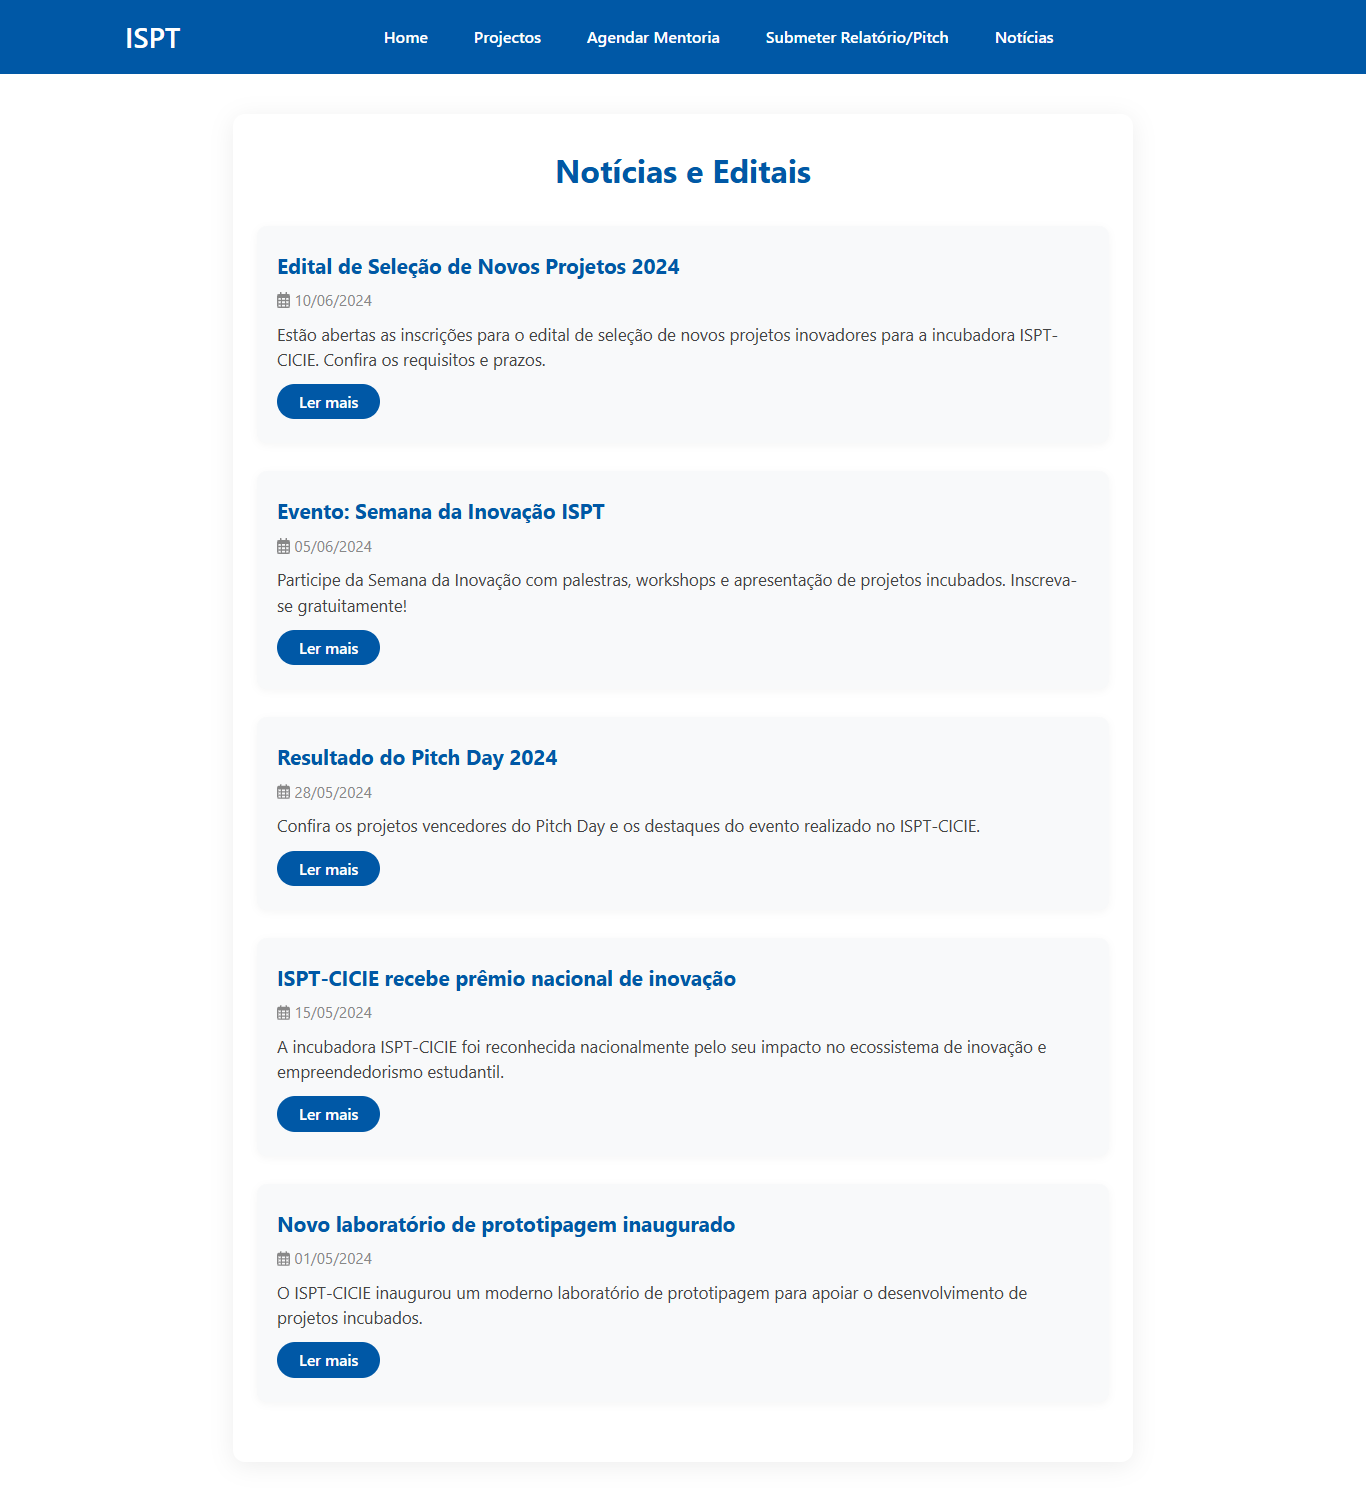 ISPT
Home Projectos Agendar Mentoria Submeter Relatório/Pitch Notícias
Notícias e Editais
Edital de Seleção de Novos Projetos 2024
10/06/2024
Estão abertas as inscrições para o edital de seleção de novos projetos inovadores para a incubadora ISPT-
CICIE. Confira os requisitos e prazos.
Ler mais
Evento: Semana da Inovação ISPT
05/06/2024
Participe da Semana da Inovação com palestras, workshops e apresentação de projetos incubados. Inscreva-
se gratuitamente!
Ler mais
Resultado do Pitch Day 2024
28/05/2024
Confira os projetos vencedores do Pitch Day e os destaques do evento realizado no ISPT-CICIE.
Ler mais
ISPT-CICIE recebe prêmio nacional de inovação
15/05/2024
A incubadora ISPT-CICIE foi reconhecida nacionalmente pelo seu impacto no ecossistema de inovação e
empreendedorismo estudantil.
Ler mais
Novo laboratório de prototipagem inaugurado
01/05/2024
O ISPT-CICIE inaugurou um moderno laboratório de prototipagem para apoiar o desenvolvimento de
projetos incubados.
Ler mais